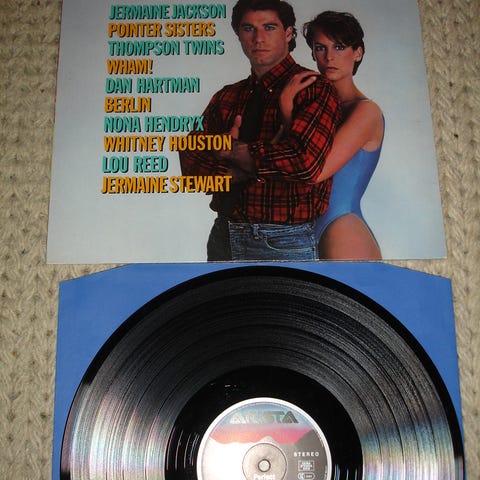 JERMAINE JACKSON
POINTER SISTERS
THOMPSON TWINS
WHAM!
DAN HARTMAN
BERLIN
NONA HENDRYX
WHITNEY HOUSTON
LOU REED
JERMAINE STEWART
ARISTA
STEREO
Perfect